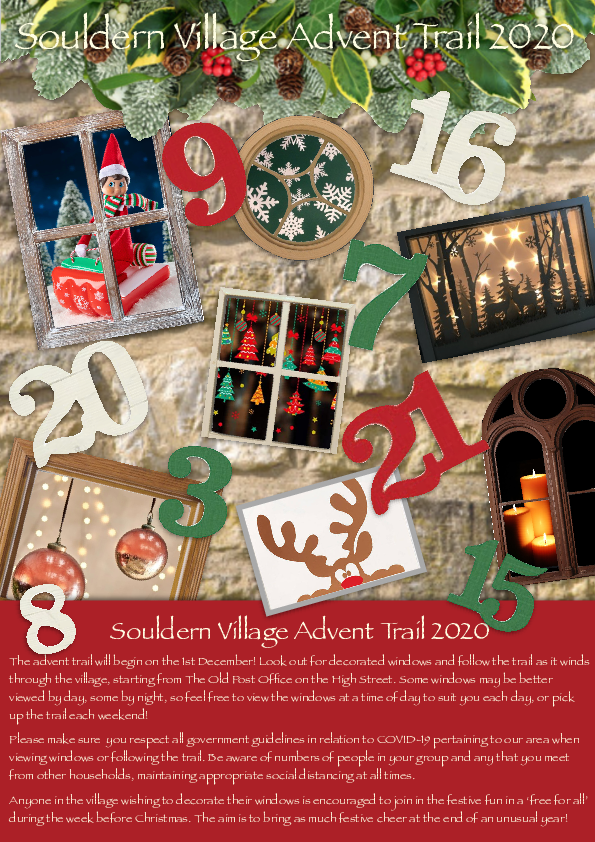 Souldern Village Advent Trail 2020
9
16
7
20
21
3
15
8
Souldern Village Advent Trail 2020
The advent trail will begin on the 1st December! Look out for decorated windows and follow the trail as it winds
through the village, starting from The Old Post Office on the High Street. Some windows may be better
viewed by day, some by night, so feel free to view the windows at a time of day to suit you each day, or pick
up the trail each weekend!
Please make sure you respect all government guidelines in relation to COVID-19 pertaining to our area when
viewing windows or following the trail. Be aware of numbers of people in your group and any that you meet
from other households, maintaining appropriate social distancing at all times.
Anyone in the village wishing to decorate their windows is encouraged to join in the festive fun in a 'free for all'
during the week before Christmas. The aim is to bring as much festive cheer at the end of an unusual year!